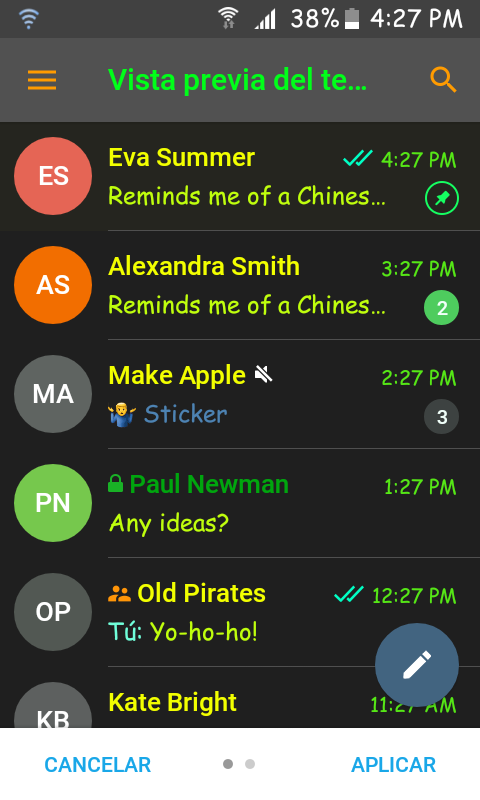 38% 4:27 PM
Vista previa del te...
ES Eva Summer 4:27 PM
Reminds me of a Chines...
AS Alexandra Smith 3:27 PM
Reminds me of a Chines... 2
MA Make Apple 2:27 PM
Sticker 3
PN Paul Newman 1:27 PM
Any ideas?
OP Old Pirates 12:27 PM
Tú: Yo-ho-ho!
KB Kate Bright 11:27 AM
CANCELAR APLICAR